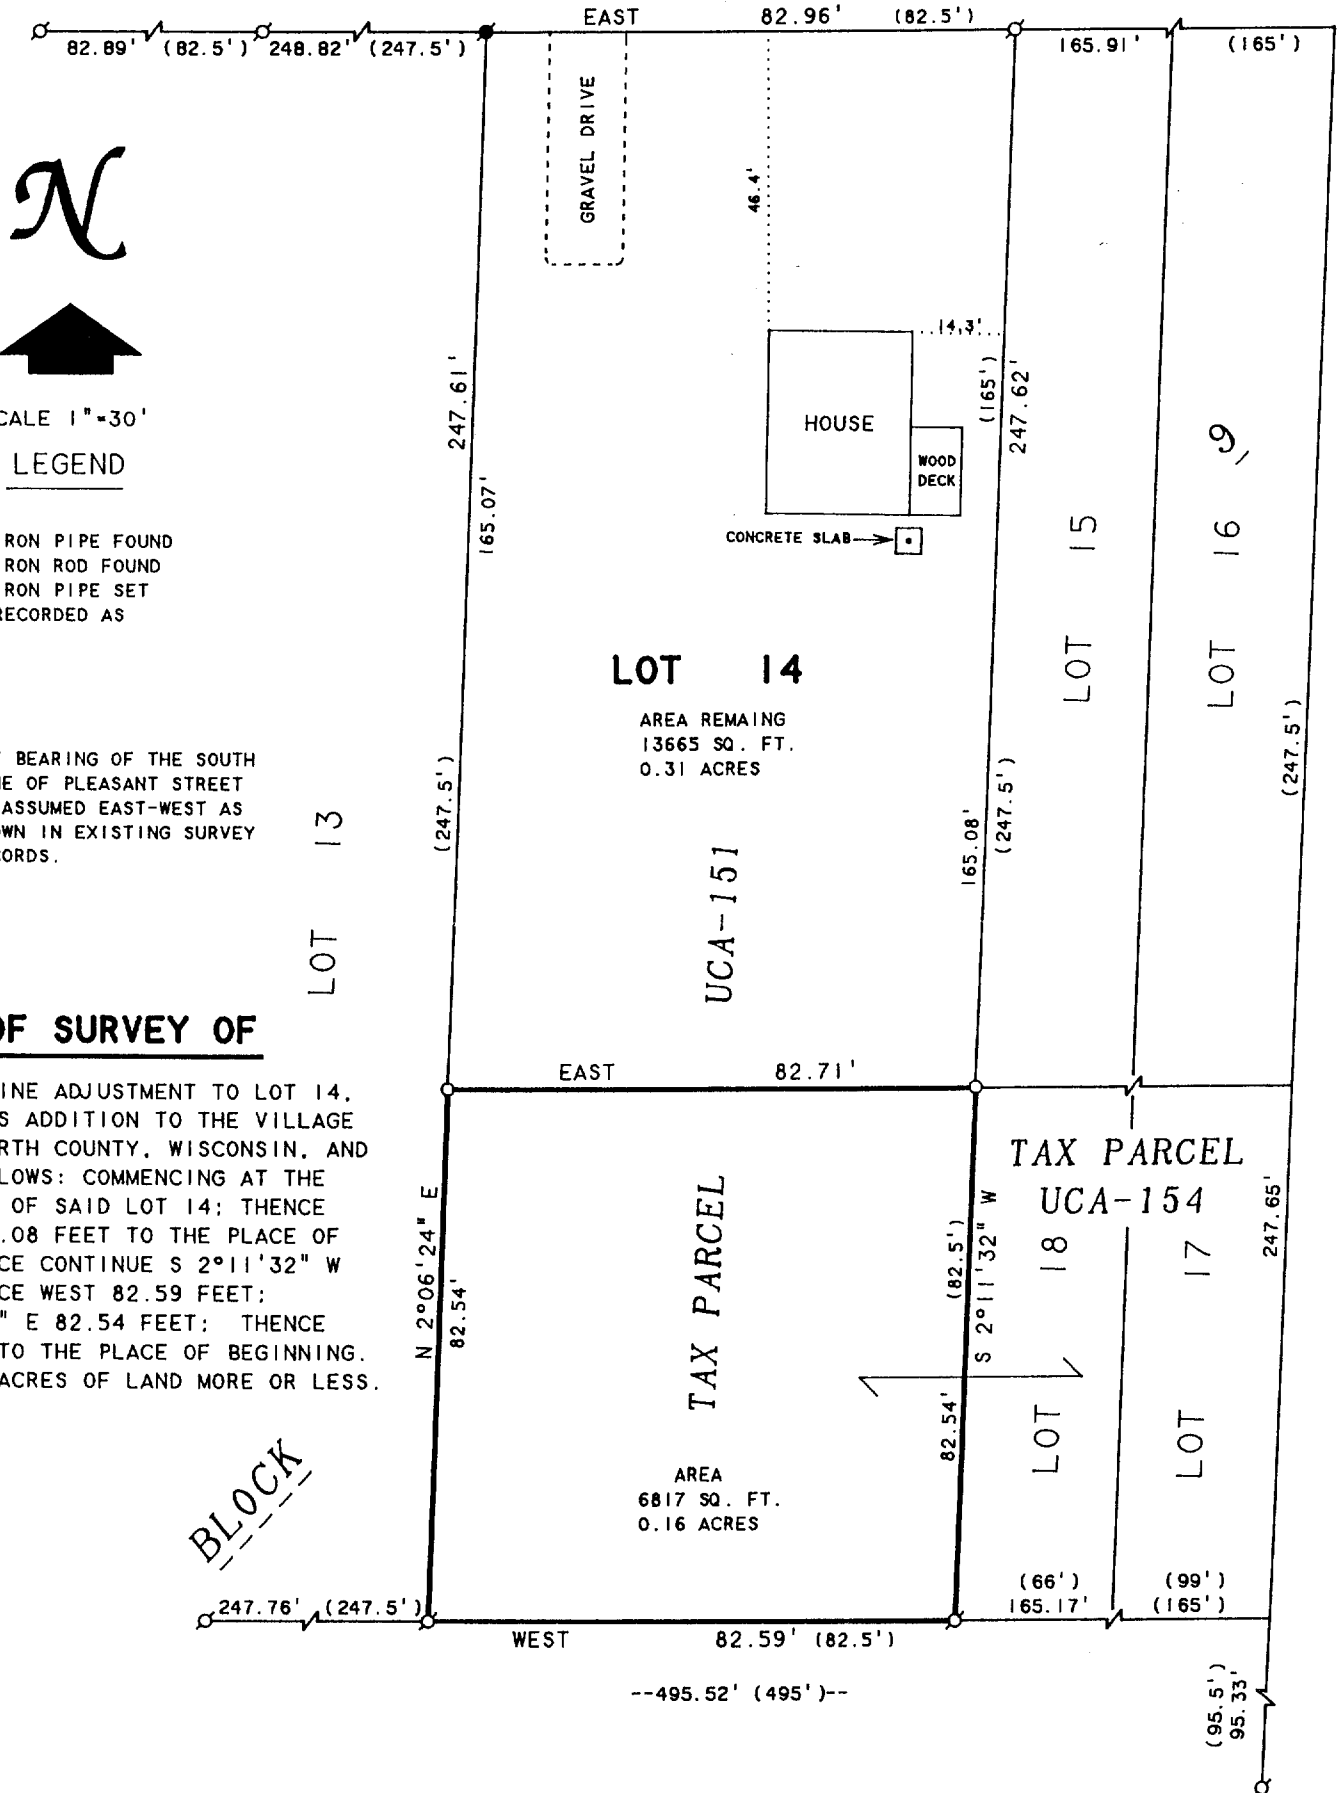 EAST 82.96' (82.5')
82.89' (82.5') 248.82' (247.5') 165.91' (165')
GRAVEL DRIVE
46.4'
N
14.3'
247.61'
(165')
247.62'
CALE 1"=30'
LEGEND
HOUSE
WOOD
DECK
165.07'
CONCRETE SLAB
RON PIPE FOUND
RON ROD FOUND
RON PIPE SET
RECORDED AS
LOT 15
LOT 16
9
LOT 14
AREA REMAING
13665 SQ. FT.
0.31 ACRES
BEARING OF THE SOUTH
E OF PLEASANT STREET
ASSUMED EAST-WEST AS
WN IN EXISTING SURVEY
CORDS.
LOT 13
(247.5')
UCA-151
165.08'
(247.5')
(247.5')
OF SURVEY OF
INE ADJUSTMENT TO LOT 14,
S ADDITION TO THE VILLAGE
RTH COUNTY, WISCONSIN, AND
LOWS: COMMENCING AT THE
OF SAID LOT 14; THENCE
.08 FEET TO THE PLACE OF
CE CONTINUE S 2°11'32" W
CE WEST 82.59 FEET;
" E 82.54 FEET; THENCE
TO THE PLACE OF BEGINNING.
ACRES OF LAND MORE OR LESS.
EAST 82.71'
TAX PARCEL
UCA-154
N 2°06'24" E
82.54'
TAX PARCEL
(82.5')
S 2°11'32" W
82.54'
LOT 18
LOT 17
247.65'
AREA
6817 SQ. FT.
0.16 ACRES
BLOCK
(66') (99')
247.76' (247.5') 165.17' (165')
WEST 82.59' (82.5')
--495.52' (495')--
(95.5')
95.33'